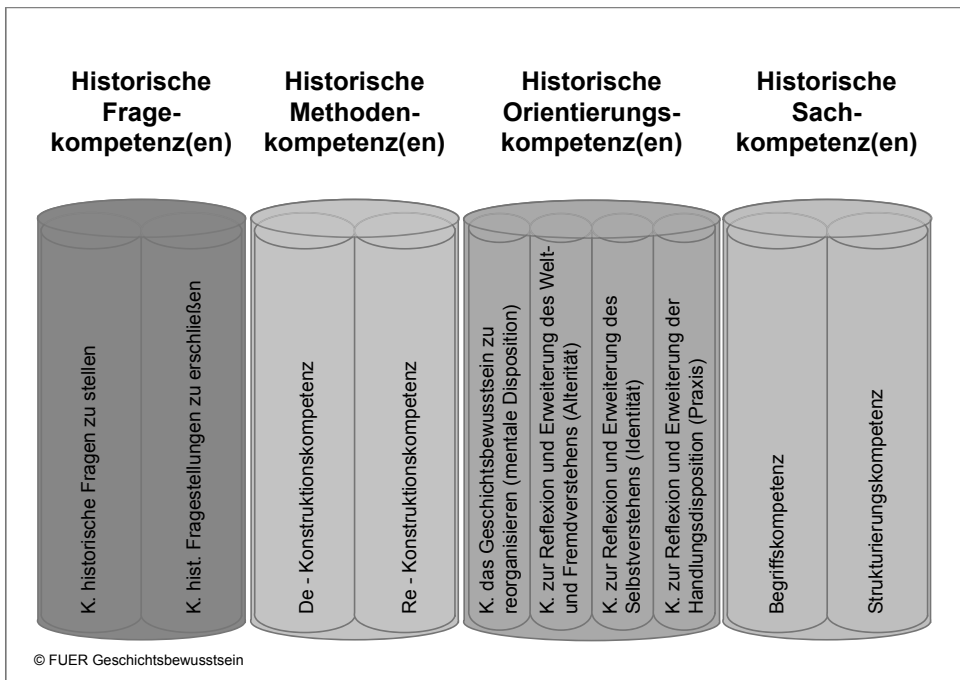 Historische
Frage-
kompetenz(en)
Historische
Methoden-
kompetenz(en)
Historische
Orientierungs-
kompetenz(en)
Historische
Sach-
kompetenz(en)
K. historische Fragen zu stellen
K. hist. Fragestellungen zu erschließen
De - Konstruktionskompetenz
Re - Konstruktionskompetenz
K. das Geschichtsbewusstsein zu
reorganisieren (mentale Disposition)
K. zur Reflexion und Erweiterung des Welt-
und Fremdverstehens (Alterität)
K. zur Reflexion und Erweiterung des
Selbstverstehens (Identität)
K. zur Reflexion und Erweiterung der
Handlungsdisposition (Praxis)
Begriffskompetenz
Strukturierungskompetenz
© FUER Geschichtsbewusstsein